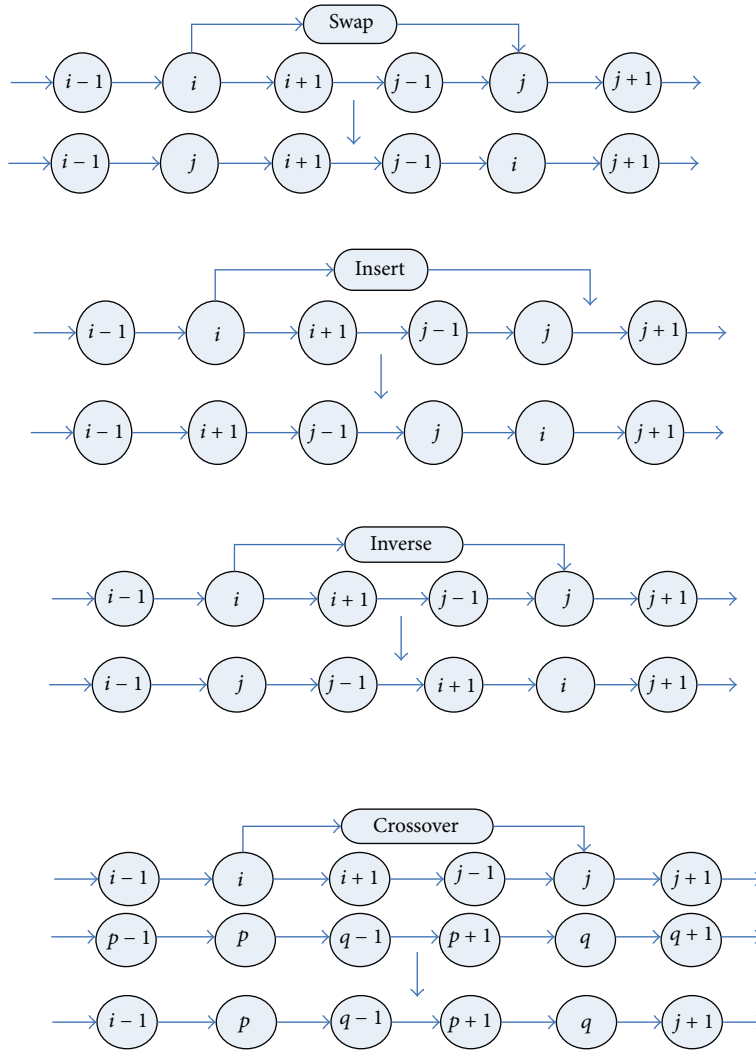 Swap
i − 1 i i + 1 j − 1 j j + 1
i − 1 j i + 1 j − 1 i j + 1
Insert
i − 1 i i + 1 j − 1 j j + 1
i − 1 i + 1 j − 1 j i j + 1
Inverse
i − 1 i i + 1 j − 1 j j + 1
i − 1 j j − 1 i + 1 i j + 1
Crossover
i − 1 i i + 1 j − 1 j j + 1
p − 1 p q − 1 p + 1 q q + 1
i − 1 p q − 1 p + 1 q j + 1